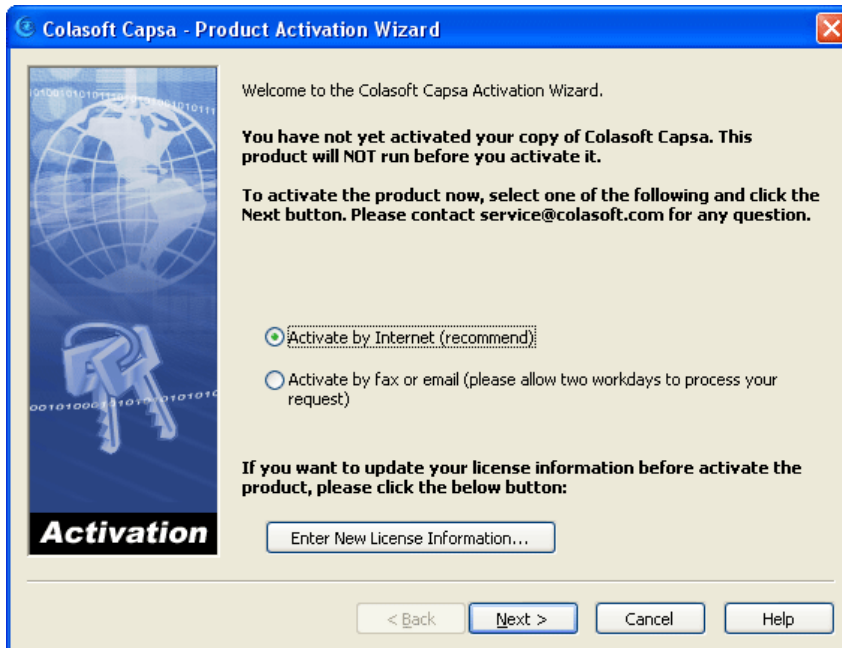 Colasoft Capsa - Product Activation Wizard
Welcome to the Colasoft Capsa Activation Wizard.
You have not yet activated your copy of Colasoft Capsa. This
product will NOT run before you activate it.
To activate the product now, select one of the following and click the
Next button. Please contact service@colasoft.com for any question.
Activate by Internet (recommend)
Activate by fax or email (please allow two workdays to process your
request)
If you want to update your license information before activate the
product, please click the below button:
Activation
Enter New License Information...
< Back
Next >
Cancel
Help